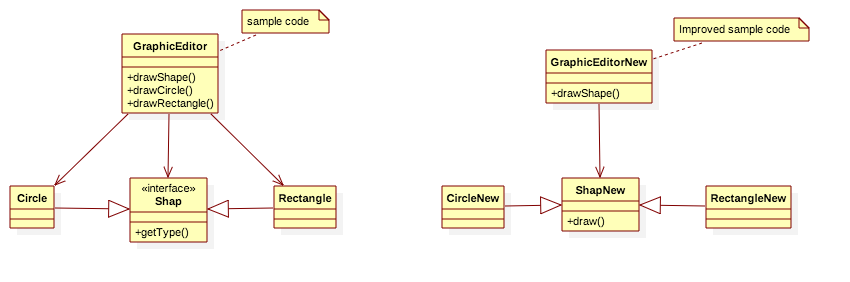 sample code
GraphicEditor
+drawShape()
+drawCircle()
+drawRectangle()
Circle
«interface»
Shap
+getType()
Rectangle
Improved sample code
GraphicEditorNew
+drawShape()
CircleNew
ShapNew
+draw()
RectangleNew